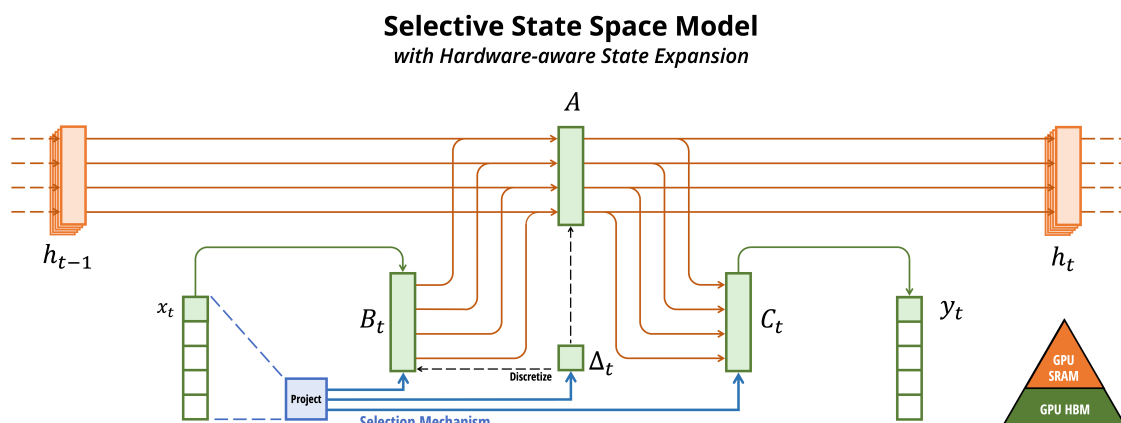 Selective State Space Model
with Hardware-aware State Expansion
A
h_{t−1}
h_t
x_t
B_t
C_t
y_t
Δ_t
Discretize
Project
Selection Mechanism
GPU
SRAM
GPU HBM